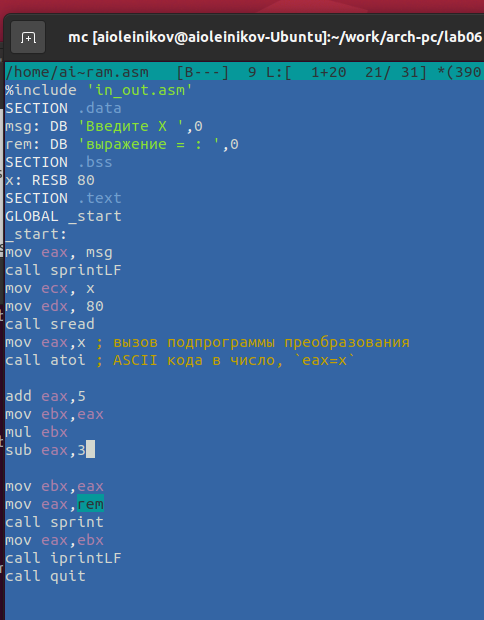 mc [aioleinikov@aioleinikov-Ubuntu]:~/work/arch-pc/lab06
/home/ai~ram.asm   [B---]  9 L:[  1+20  21/ 31] *(390
%include 'in_out.asm'
SECTION .data
msg: DB 'Введите X ',0
rem: DB 'выражение = : ',0
SECTION .bss
x: RESB 80
SECTION .text
GLOBAL _start
_start:
mov eax, msg
call sprintLF
mov ecx, x
mov edx, 80
call sread
mov eax,x ; вызов подпрограммы преобразования
call atoi ; ASCII кода в число, `eax=x`
add eax,5
mov ebx,eax
mul ebx
sub eax,3
mov ebx,eax
mov eax,rem
call sprint
mov eax,ebx
call iprintLF
call quit